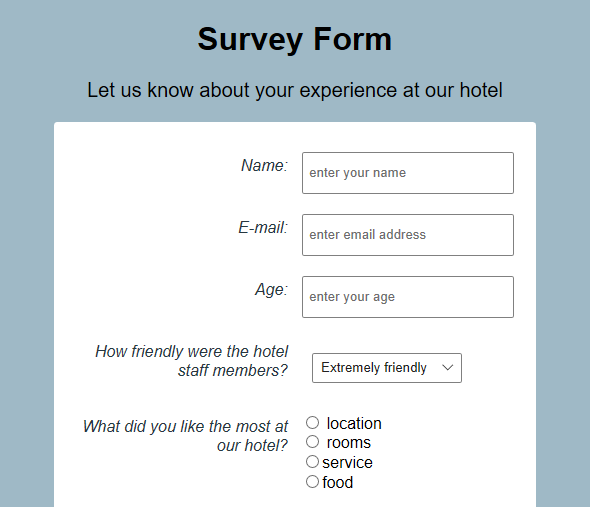 Survey Form
Let us know about your experience at our hotel
Name:
enter your name
E-mail:
enter email address
Age:
enter your age
How friendly were the hotel
staff members?
Extremely friendly
What did you like the most at
our hotel?
location
rooms
service
food